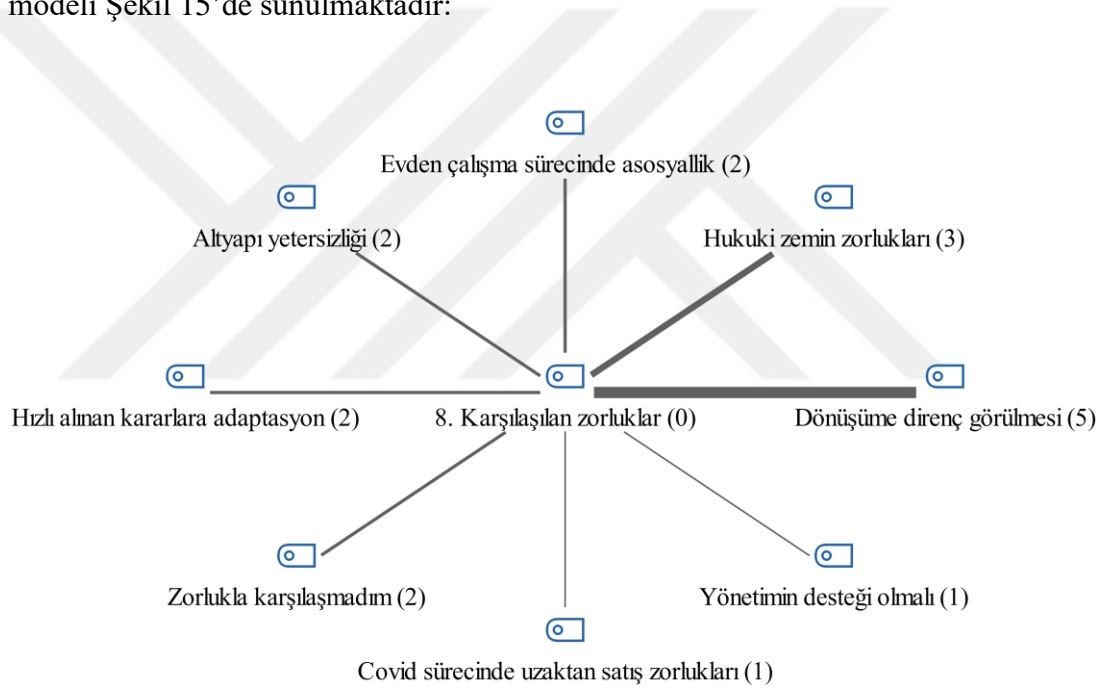 modeli Şekil 15’de sunulmaktadır:
Evden çalışma sürecinde asosyallik (2)
Altyapı yetersizliği (2)
Hukuki zemin zorlukları (3)
Hızlı alınan kararlara adaptasyon (2)
8. Karşılaşılan zorluklar (0)
Dönüşüme direnç görülmesi (5)
Zorlukla karşılaşmadım (2)
Yönetimin desteği olmalı (1)
Covid sürecinde uzaktan satış zorlukları (1)